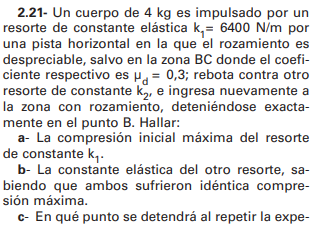 2.21- Un cuerpo de 4 kg es impulsado por un
resorte de constante elástica k₁= 6400 N/m por
una pista horizontal en la que el rozamiento es
despreciable, salvo en la zona BC donde el coefi-
ciente respectivo es μd = 0,3; rebota contra otro
resorte de constante k₂, e ingresa nuevamente a
la zona con rozamiento, deteniéndose exacta-
mente en el punto B. Hallar:
a- La compresión inicial máxima del resorte
de constante k₁.
b- La constante elástica del otro resorte, sa-
biendo que ambos sufrieron idéntica compre-
sión máxima.
c- En qué punto se detendrá al repetir la expe-